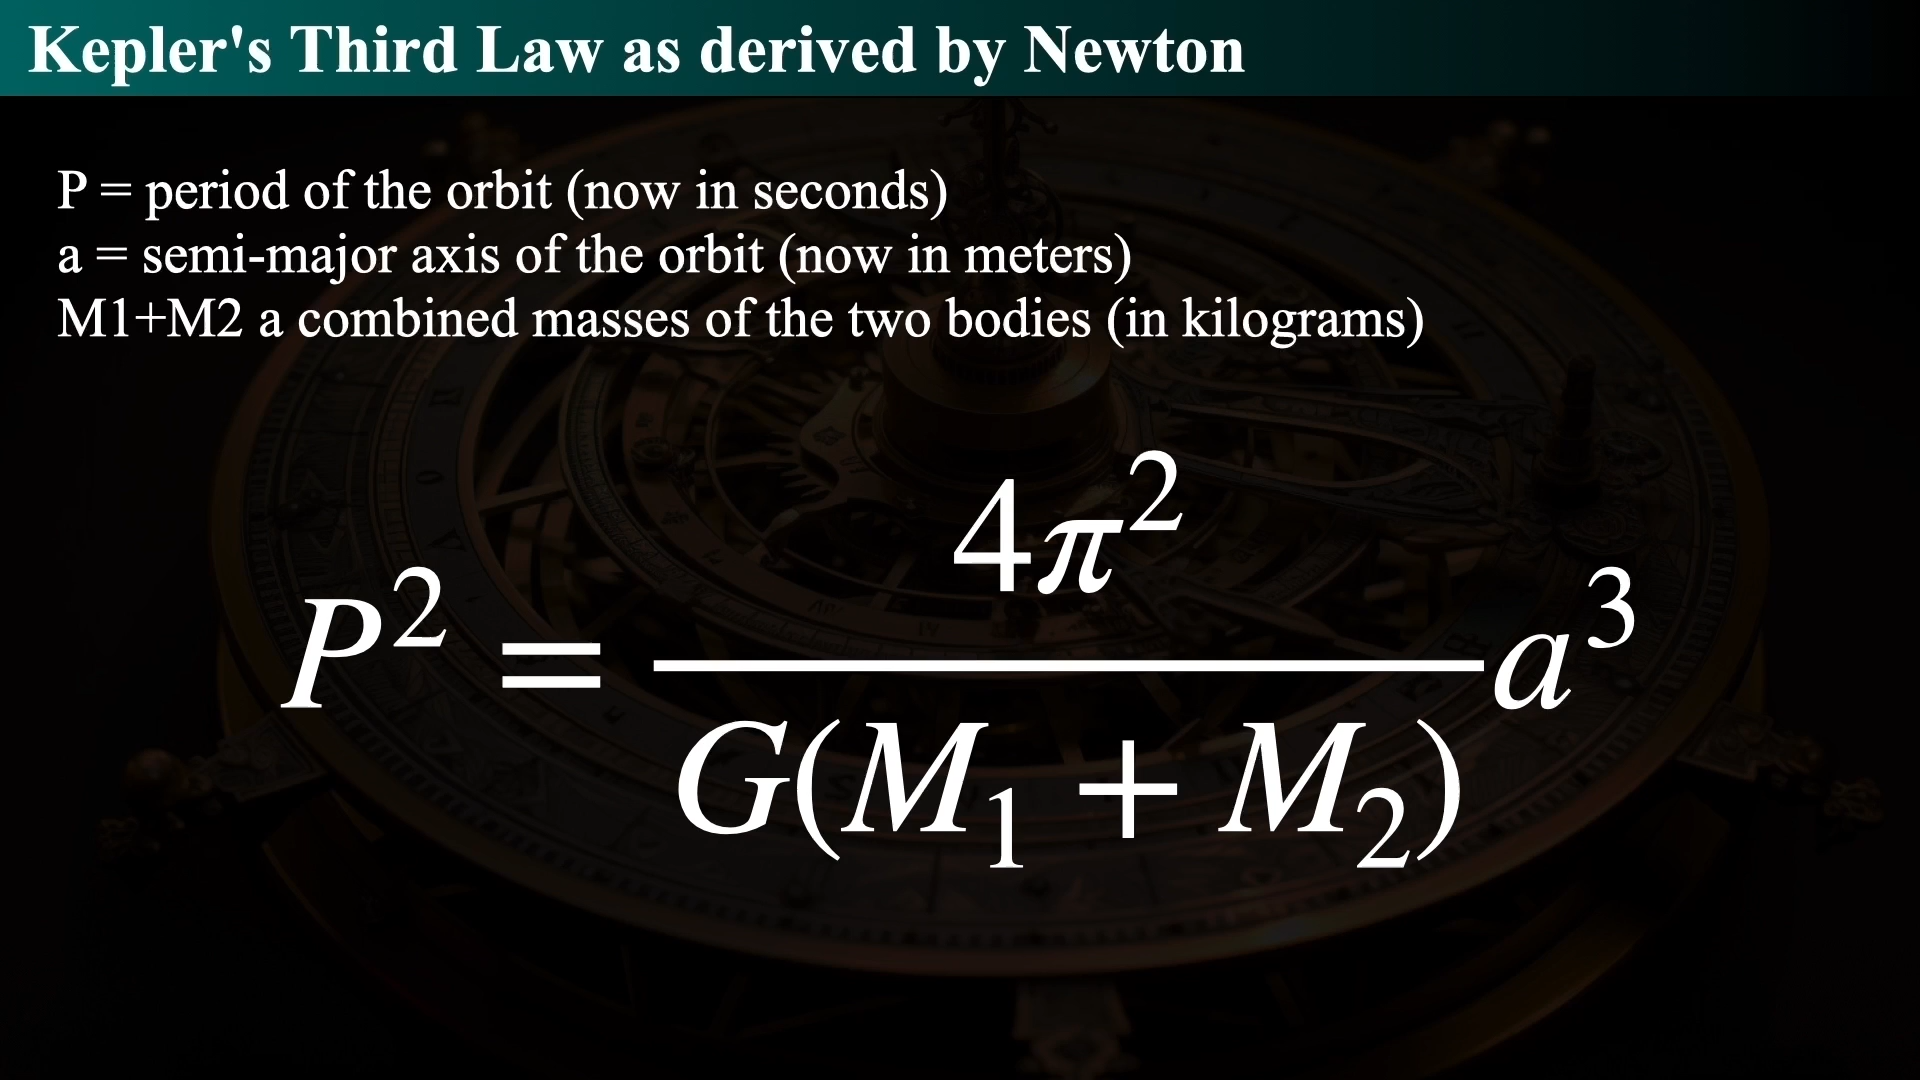 Kepler's Third Law as derived by Newton
P = period of the orbit (now in seconds)
a = semi-major axis of the orbit (now in meters)
M1+M2 a combined masses of the two bodies (in kilograms)
P² = 4π² / G(M₁ + M₂) a³